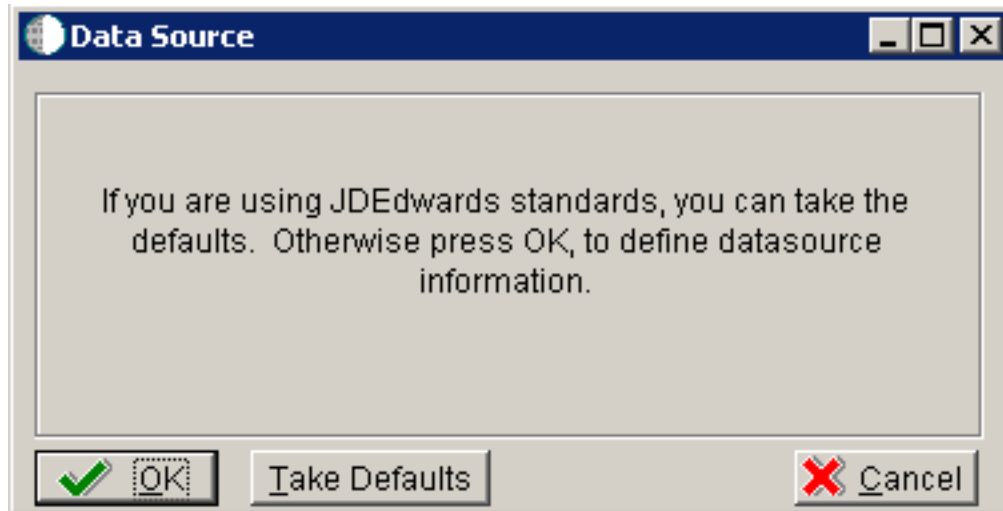 Data Source
If you are using JDEdwards standards, you can take the
defaults.  Otherwise press OK, to define datasource
information.
OK
Take Defaults
Cancel